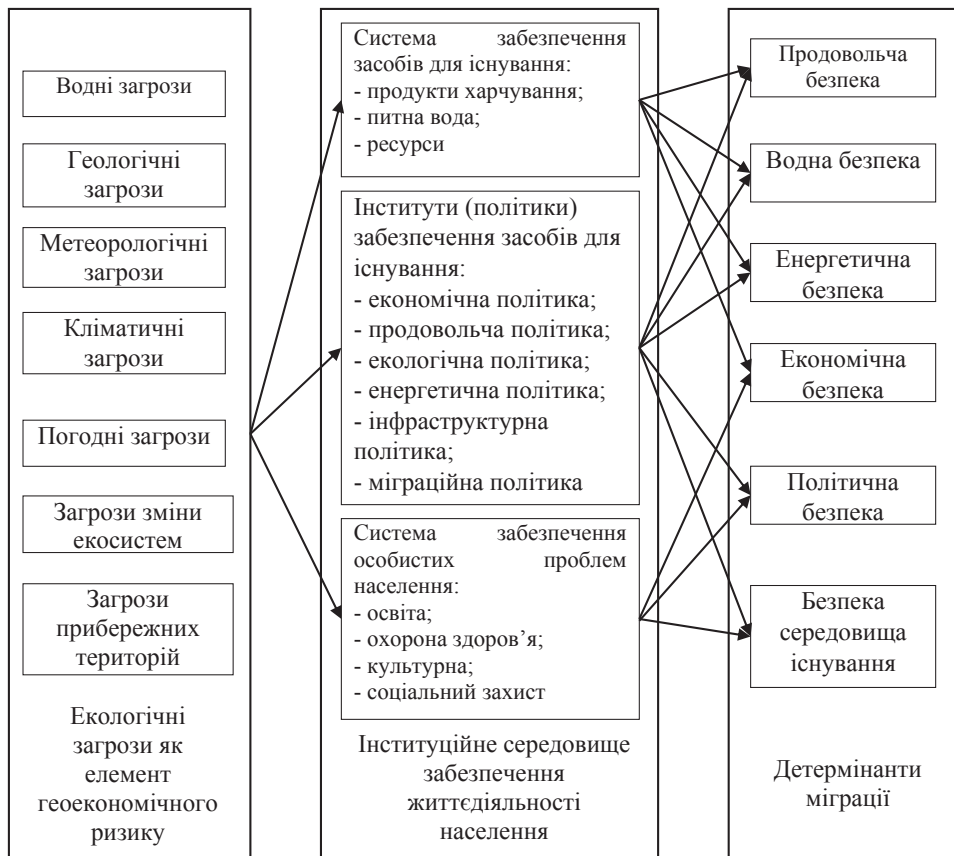 Водні загрози
Геологічні
загрози
Метеорологічні
загрози
Кліматичні
загрози
Погодні загрози
Загрози зміни
екосистем
Загрози
прибережних
територій
Екологічні
загрози як
елемент
геоекономічного
ризику
Система забезпечення
засобів для існування:
- продукти харчування;
- питна вода;
- ресурси
Інститути (політики)
забезпечення засобів для
існування:
- економічна політика;
- продовольча політика;
- екологічна політика;
- енергетична політика;
- інфраструктурна
політика;
- міграційна політика
Система забезпечення
особистих проблем
населення:
- освіта;
- охорона здоров’я;
- культурна;
- соціальний захист
Інституційне середовище
забезпечення
життєдіяльності
населення
Продовольча
безпека
Водна безпека
Енергетична
безпека
Економічна
безпека
Політична
безпека
Безпека
середовища
існування
Детермінанти
міграції